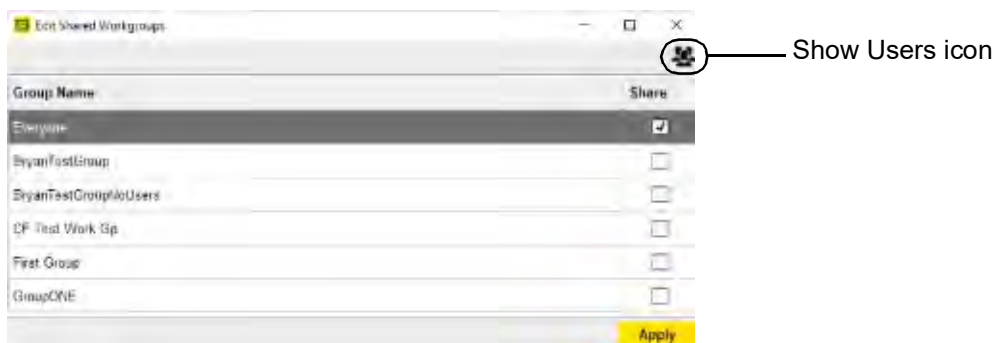 Edit Shared Workgroups
Show Users icon
Group Name Share
Everyone
BryanTestGroup
BryanTestGroupNoUsers
CF Test Work Gp
First Group
GroupONE
Apply